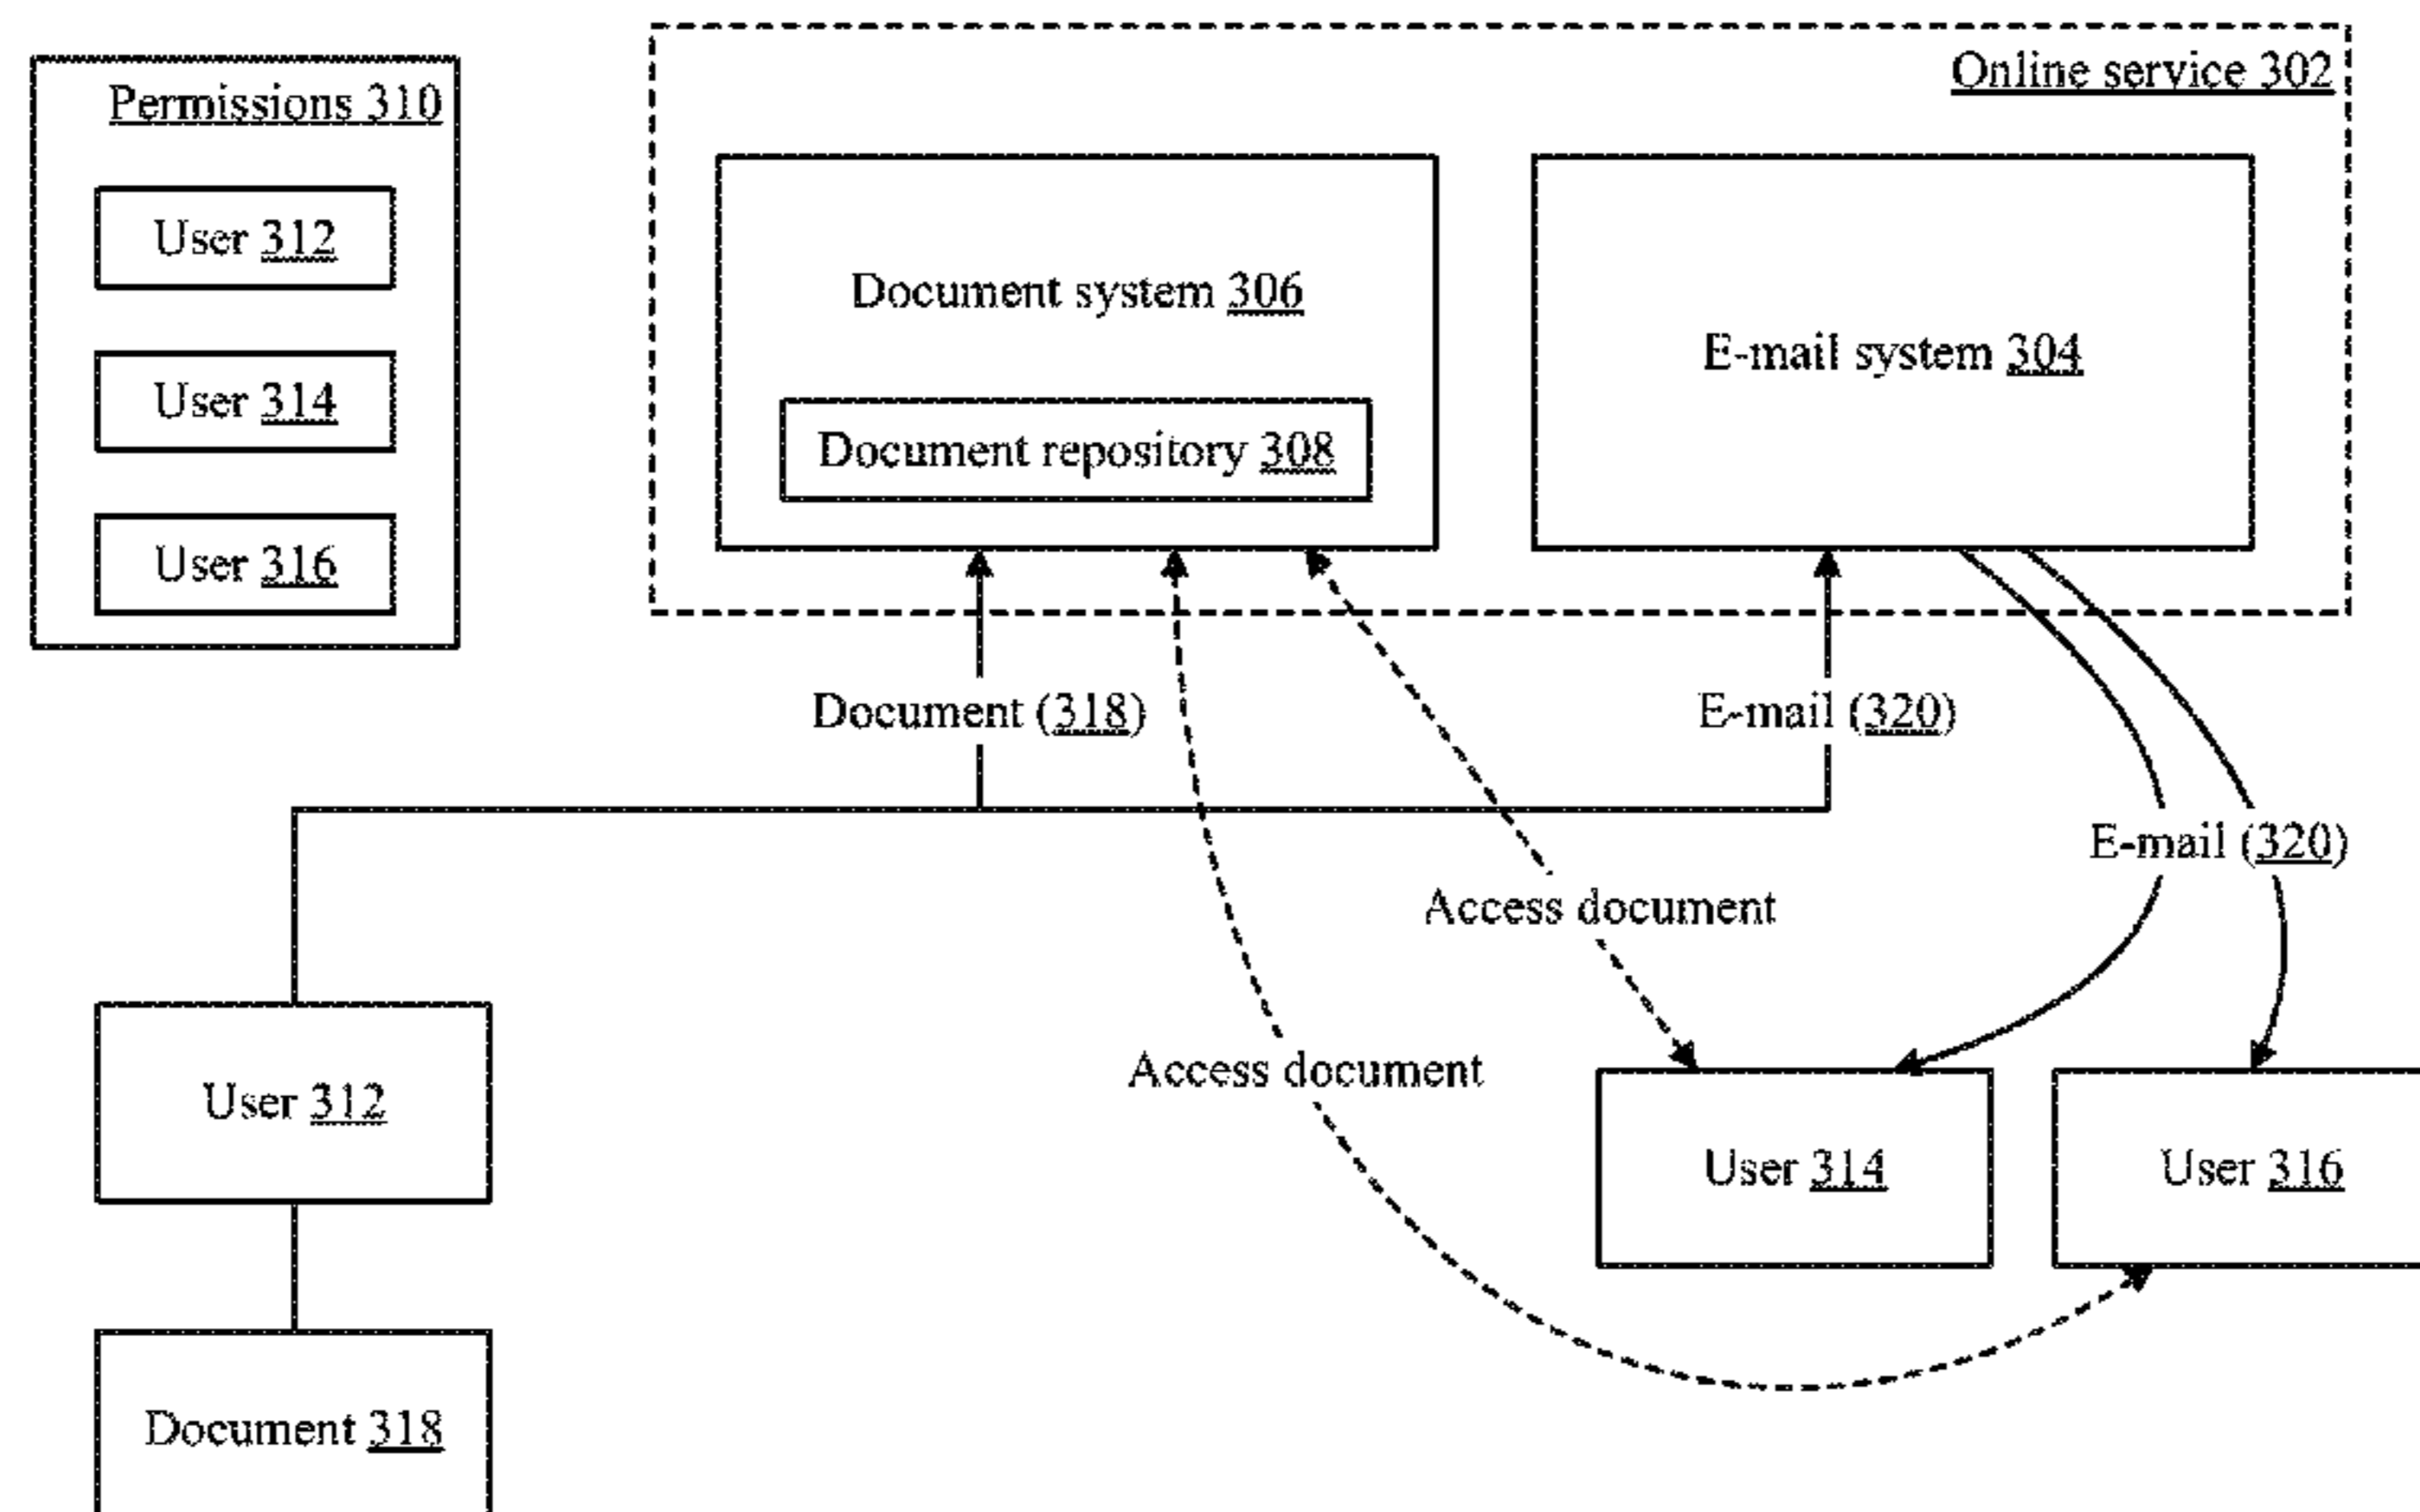 Permissions 310
User 312
User 314
User 316
Online service 302
Document system 306
Document repository 308
E-mail system 304
Document (318)
E-mail (320)
E-mail (320)
Access document
Access document
User 312
User 314
User 316
Document 318